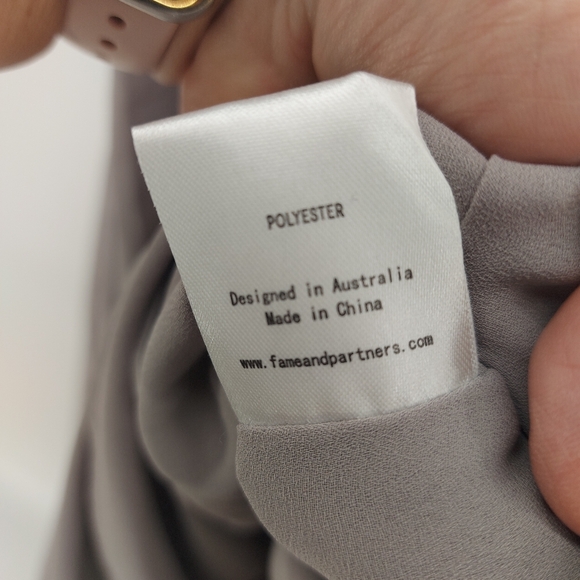 POLYESTER
Designed in Australia
Made in China
www.fameandpartners.com